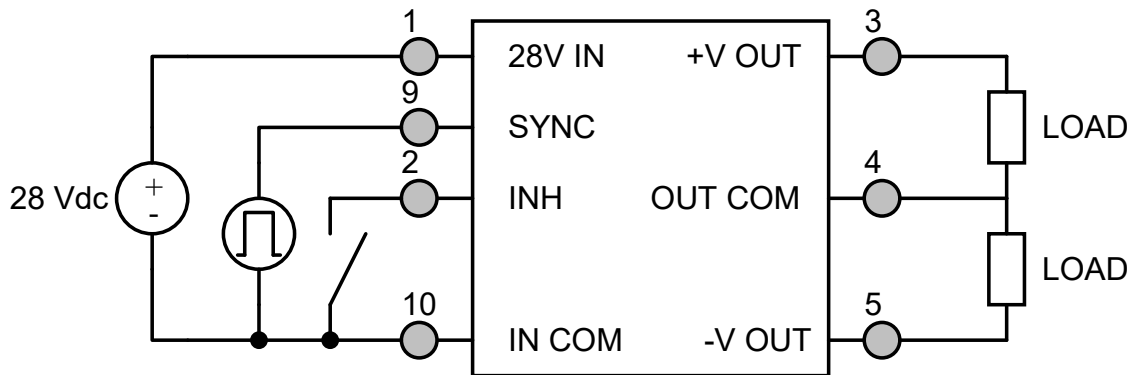 1
3
28V IN
+V OUT
9
SYNC
LOAD
2
4
28 Vdc
+
-
INH
OUT COM
LOAD
10
5
IN COM
-V OUT